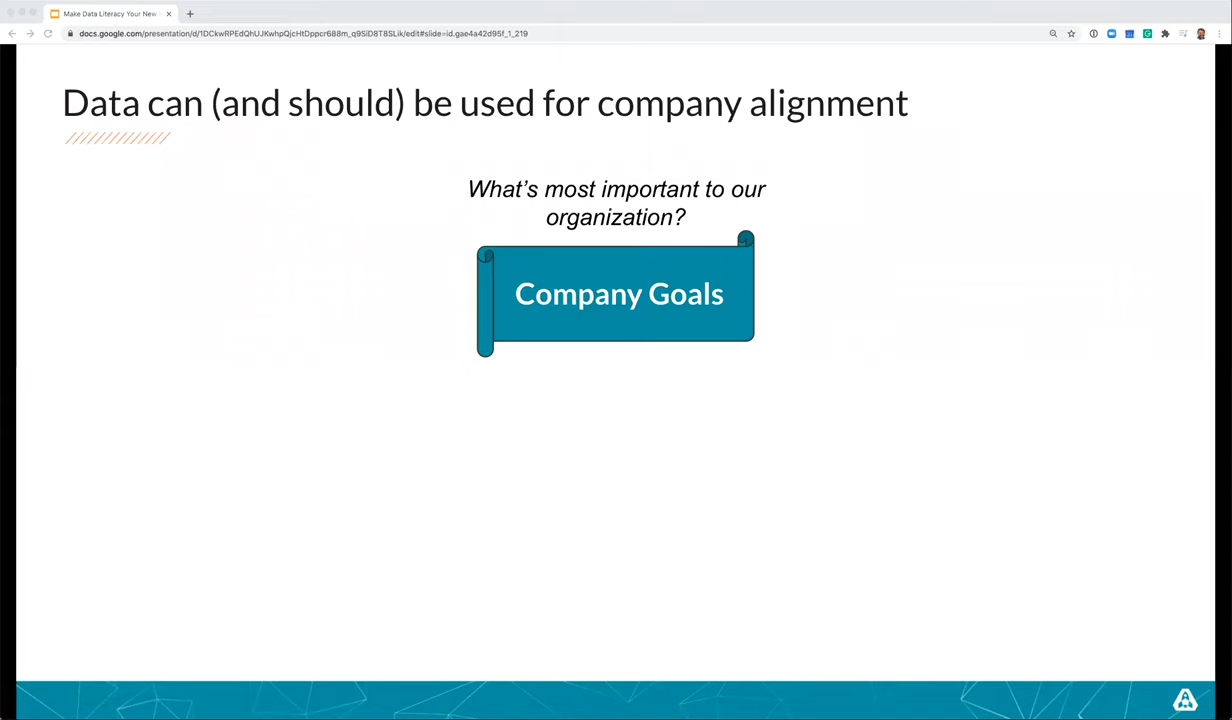 Make Data Literacy Your New
docs.google.com/presentation/d/1DCkwRPEdQhUJKwhpQjcHtDppcr688m_q9SiD8T8SLik/edit#slide=id.gae4a42d95f_1_219
Data can (and should) be used for company alignment
What's most important to our
organization?
Company Goals